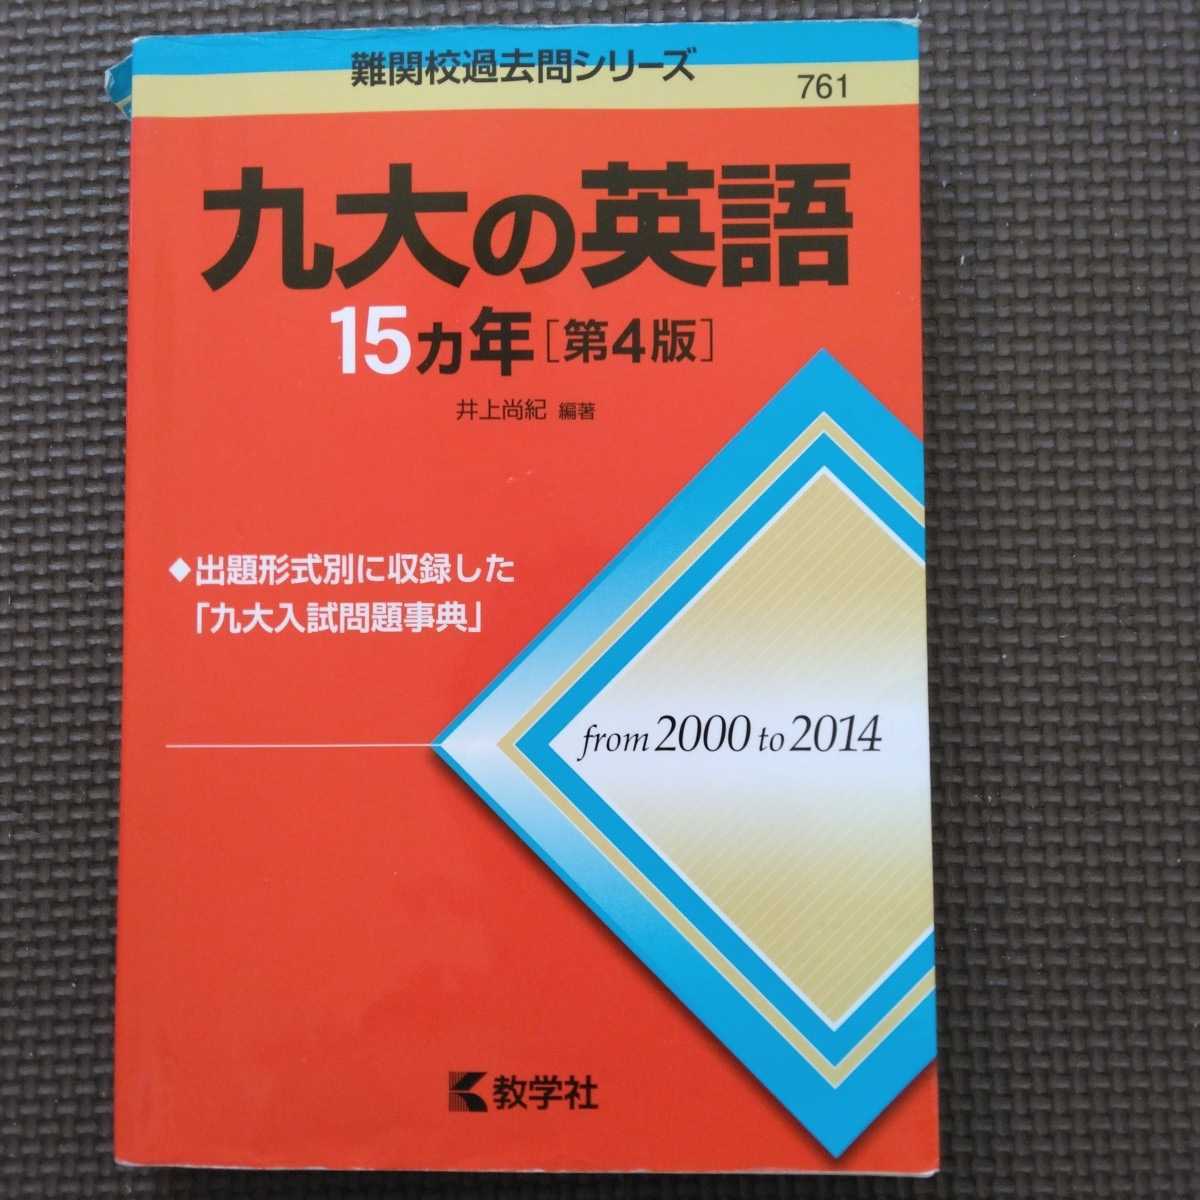 難関校過去問シリーズ
761
九大の英語
15カ年[第4版]
井上尚紀 編著
◆出題形式別に収録した
「九大入試問題事典」
from 2000 to 2014
教学社